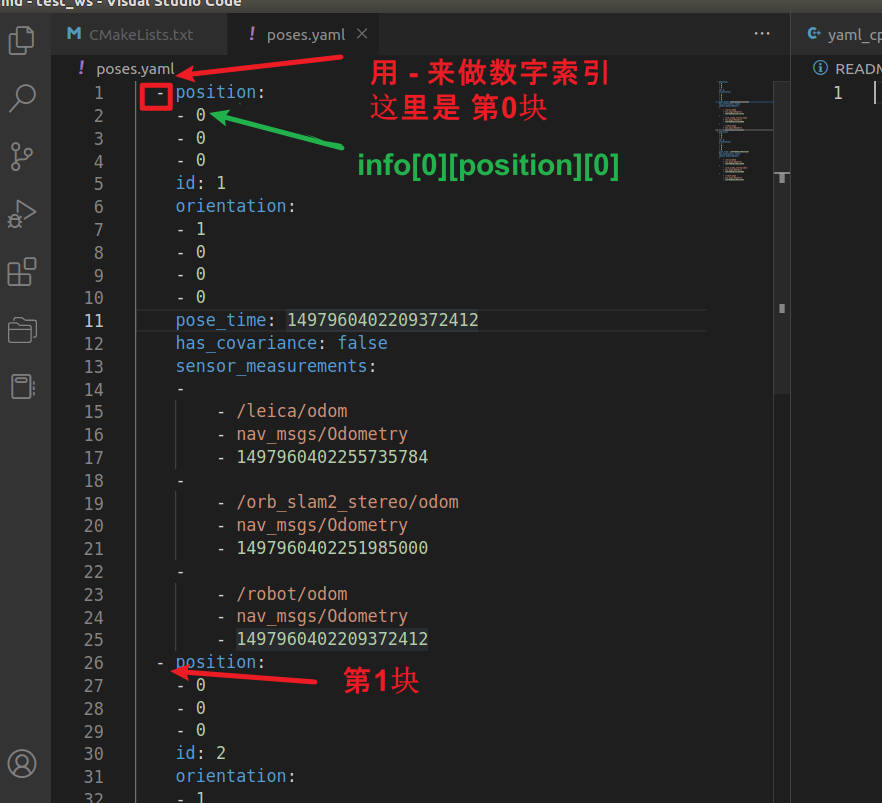 md - test_ws - Visual Studio Code
M CMakeLists.txt
! poses.yaml
yaml_cp
! poses.yaml
README
用 - 来做数字索引
这里是 第0块
info[0][position][0]
1 - position:
2 - 0
3 - 0
4 - 0
5 id: 1
6 orientation:
7 - 1
8 - 0
9 - 0
10 - 0
11 pose_time: 1497960402209372412
12 has_covariance: false
13 sensor_measurements:
14 -
15 - /leica/odom
16 - nav_msgs/Odometry
17 - 1497960402255735784
18 -
19 - /orb_slam2_stereo/odom
20 - nav_msgs/Odometry
21 - 1497960402251985000
22 -
23 - /robot/odom
24 - nav_msgs/Odometry
25 - 1497960402209372412
26 - position:
第1块
27 - 0
28 - 0
29 - 0
30 id: 2
31 orientation:
32 - 1
1